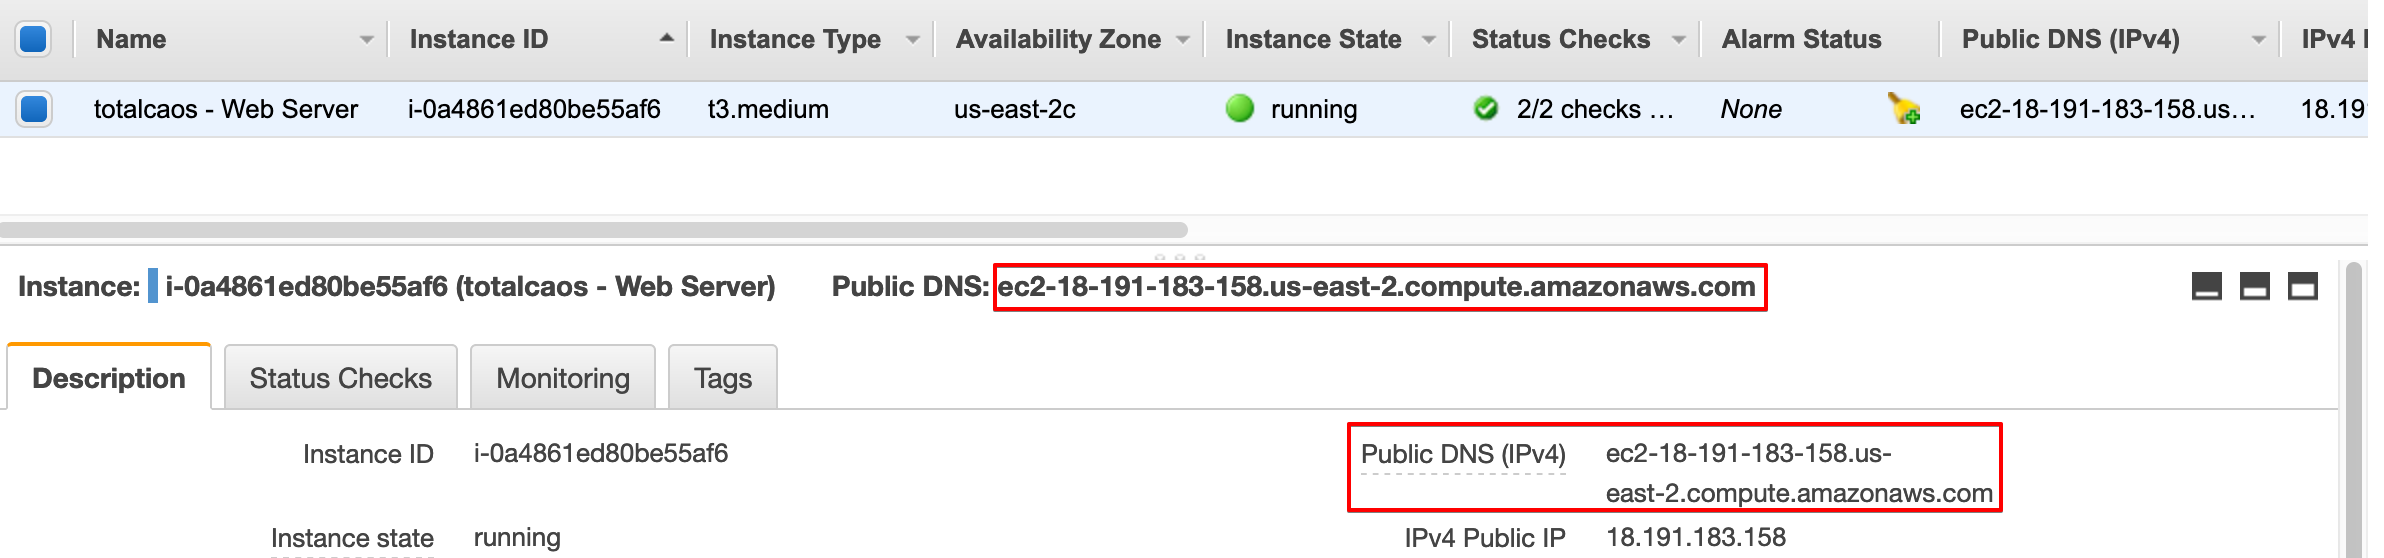 Name Instance ID Instance Type Availability Zone Instance State Status Checks Alarm Status Public DNS (IPv4) IPv4
totalcaos - Web Server i-0a4861ed80be55af6 t3.medium us-east-2c running 2/2 checks ... None ec2-18-191-183-158.us... 18.19
Instance: i-0a4861ed80be55af6 (totalcaos - Web Server) Public DNS: ec2-18-191-183-158.us-east-2.compute.amazonaws.com
Description Status Checks Monitoring Tags
Instance ID i-0a4861ed80be55af6 Public DNS (IPv4) ec2-18-191-183-158.us-
east-2.compute.amazonaws.com
Instance state running IPv4 Public IP 18.191.183.158